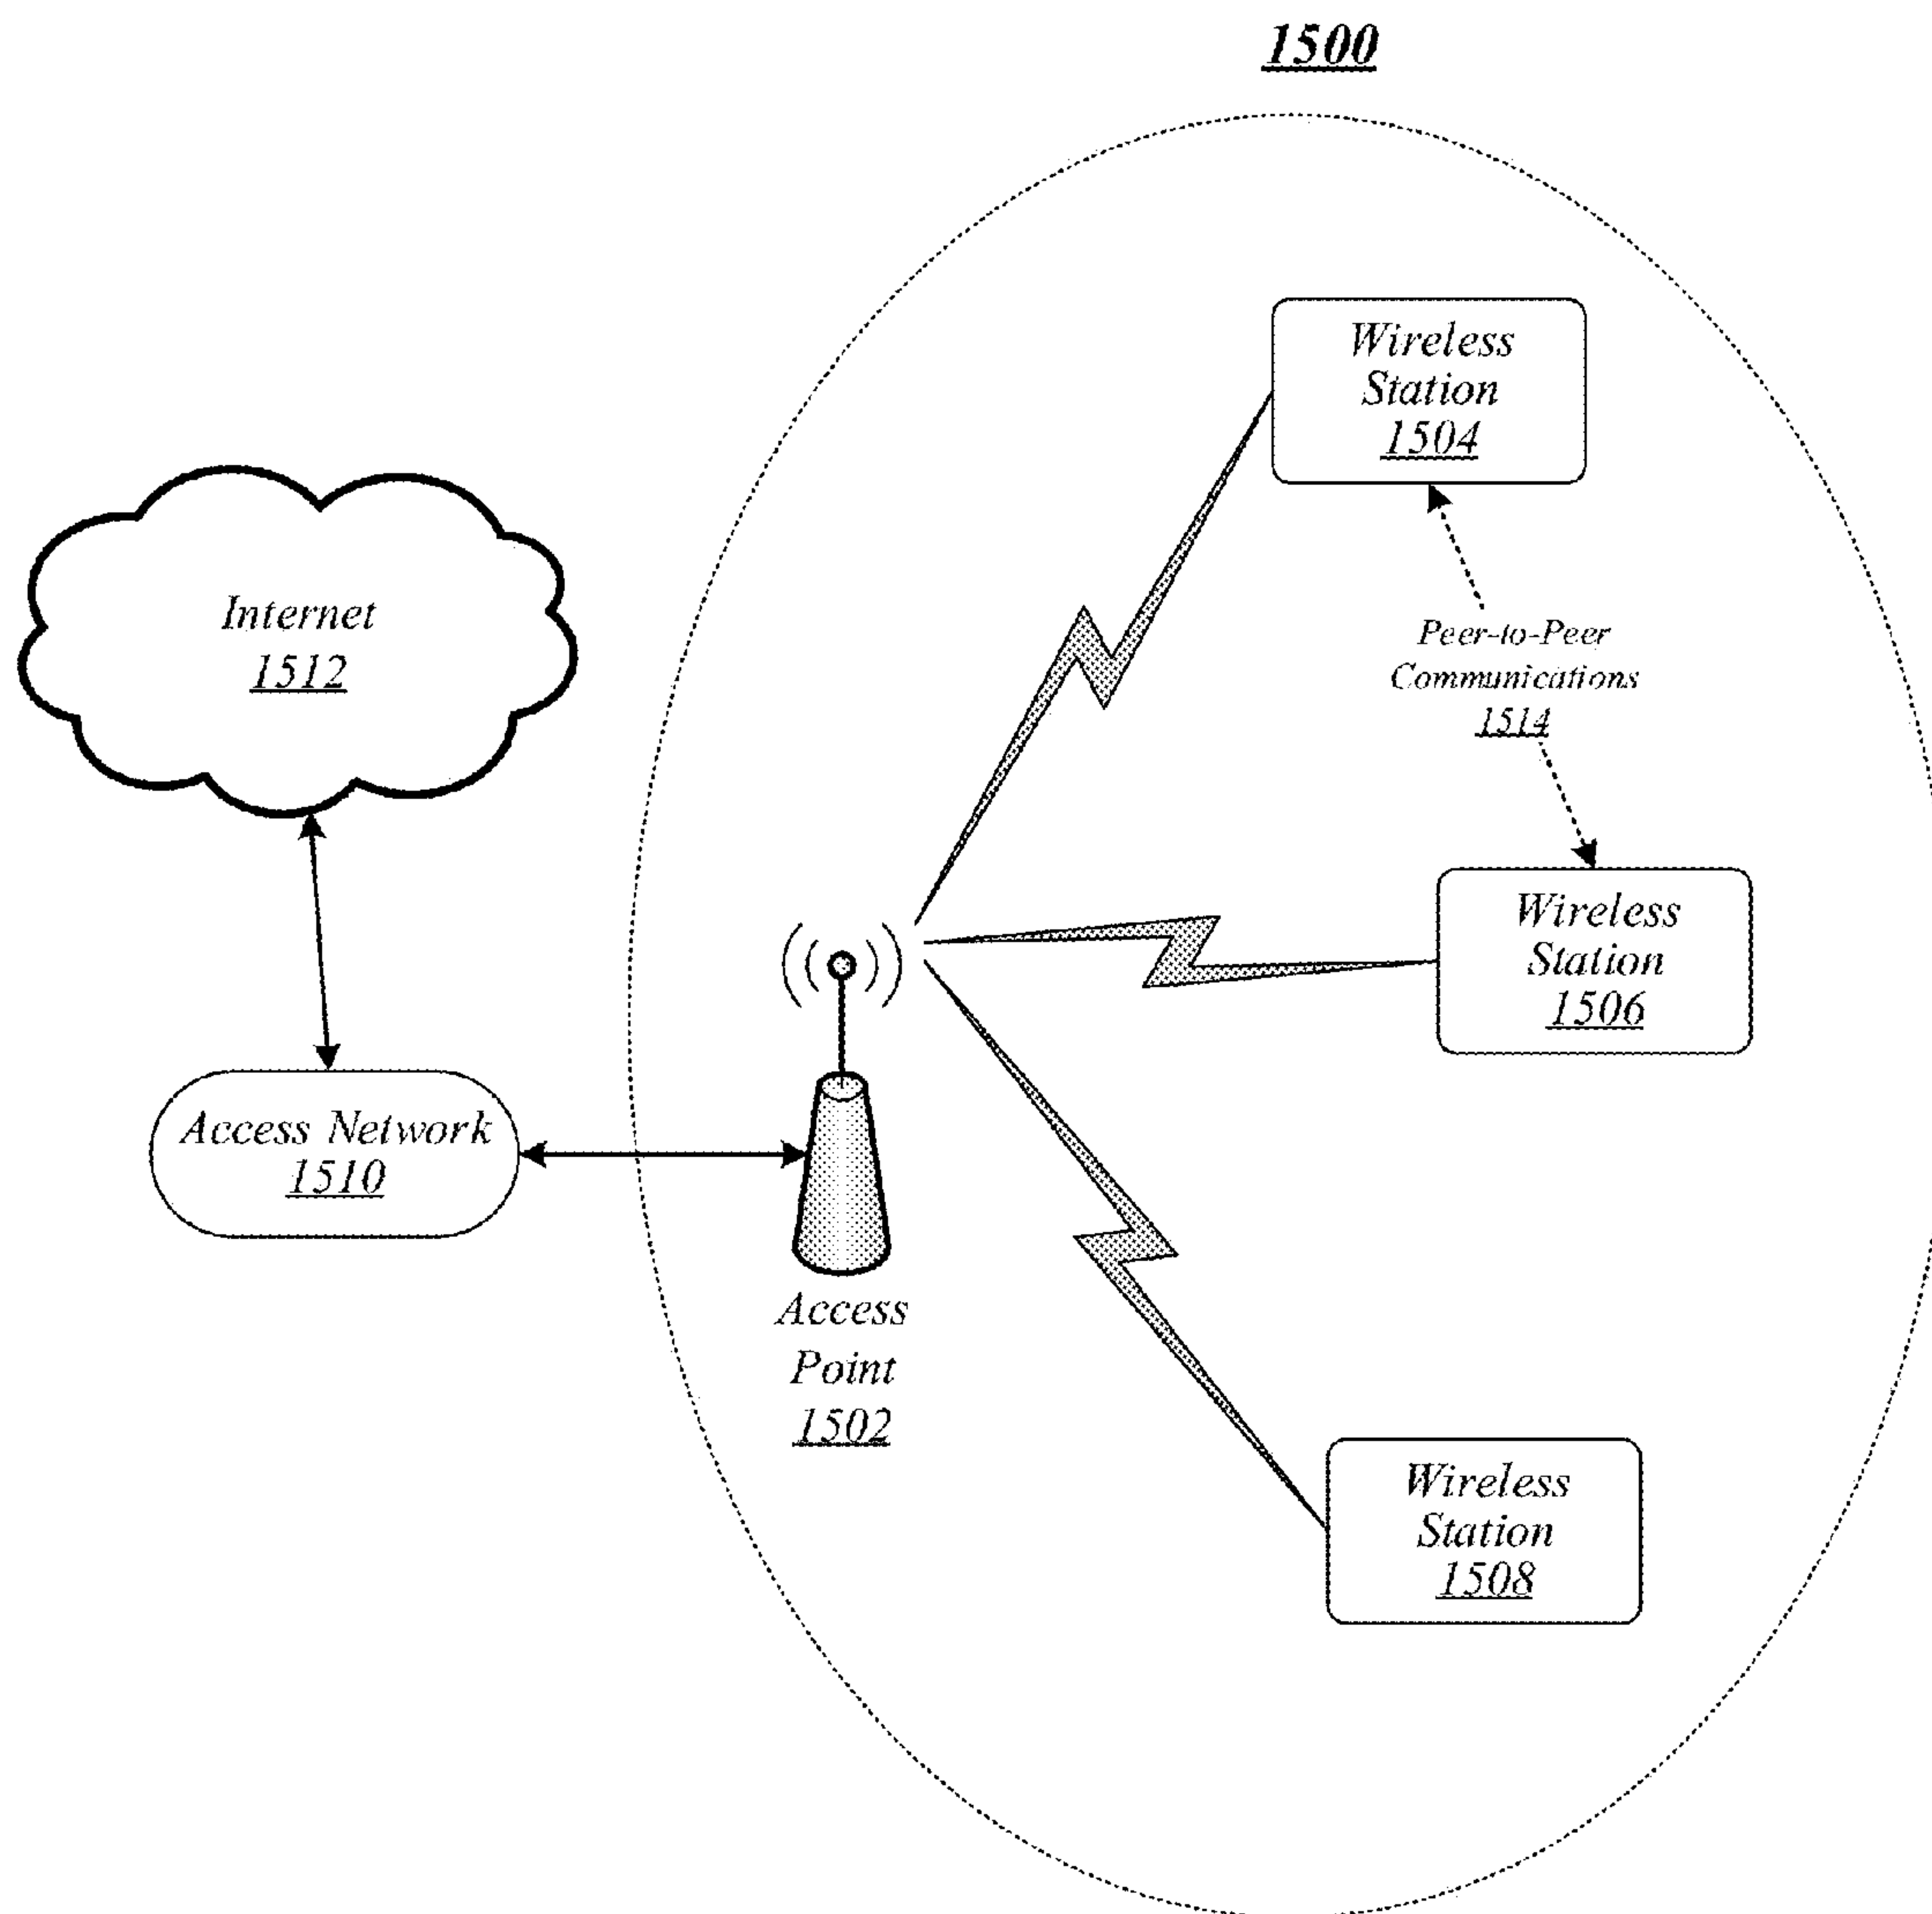 1500
Wireless
Station
1504
Internet
1512
Peer-to-Peer
Communications
1514
Wireless
Station
1506
Access Network
1510
Access
Point
1502
Wireless
Station
1508